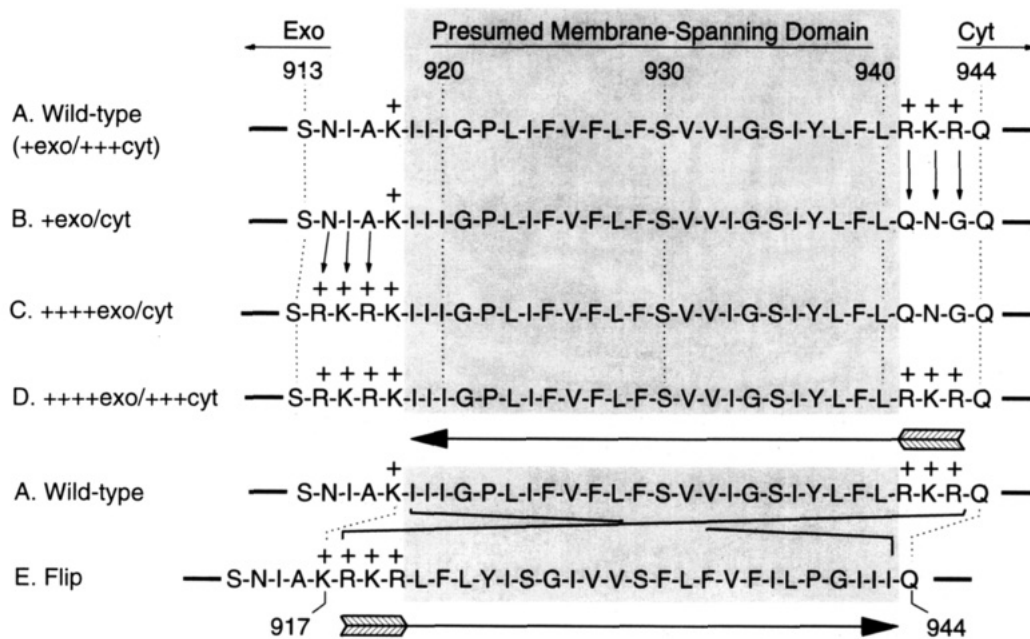 Exo Presumed Membrane-Spanning Domain Cyt
913 920 930 940 944
+ + + +
A. Wild-type S-N-I-A-K-I-I-I-G-P-L-I-F-V-F-L-F-S-V-V-I-G-S-I-Y-L-F-L-R-K-R-Q
(+exo/+++cyt)
+
B. +exo/cyt S-N-I-A-K-I-I-I-G-P-L-I-F-V-F-L-F-S-V-V-I-G-S-I-Y-L-F-L-Q-N-G-Q
+ + + +
C. ++++exo/cyt S-R-K-R-K-I-I-I-G-P-L-I-F-V-F-L-F-S-V-V-I-G-S-I-Y-L-F-L-Q-N-G-Q
+ + + + + + +
D. ++++exo/+++cyt S-R-K-R-K-I-I-I-G-P-L-I-F-V-F-L-F-S-V-V-I-G-S-I-Y-L-F-L-R-K-R-Q
+ + + +
A. Wild-type S-N-I-A-K-I-I-I-G-P-L-I-F-V-F-L-F-S-V-V-I-G-S-I-Y-L-F-L-R-K-R-Q
+ + + +
E. Flip S-N-I-A-K-R-K-R-L-F-L-Y-I-S-G-I-V-V-S-F-L-F-V-F-I-L-P-G-I-I-I-Q
917 944